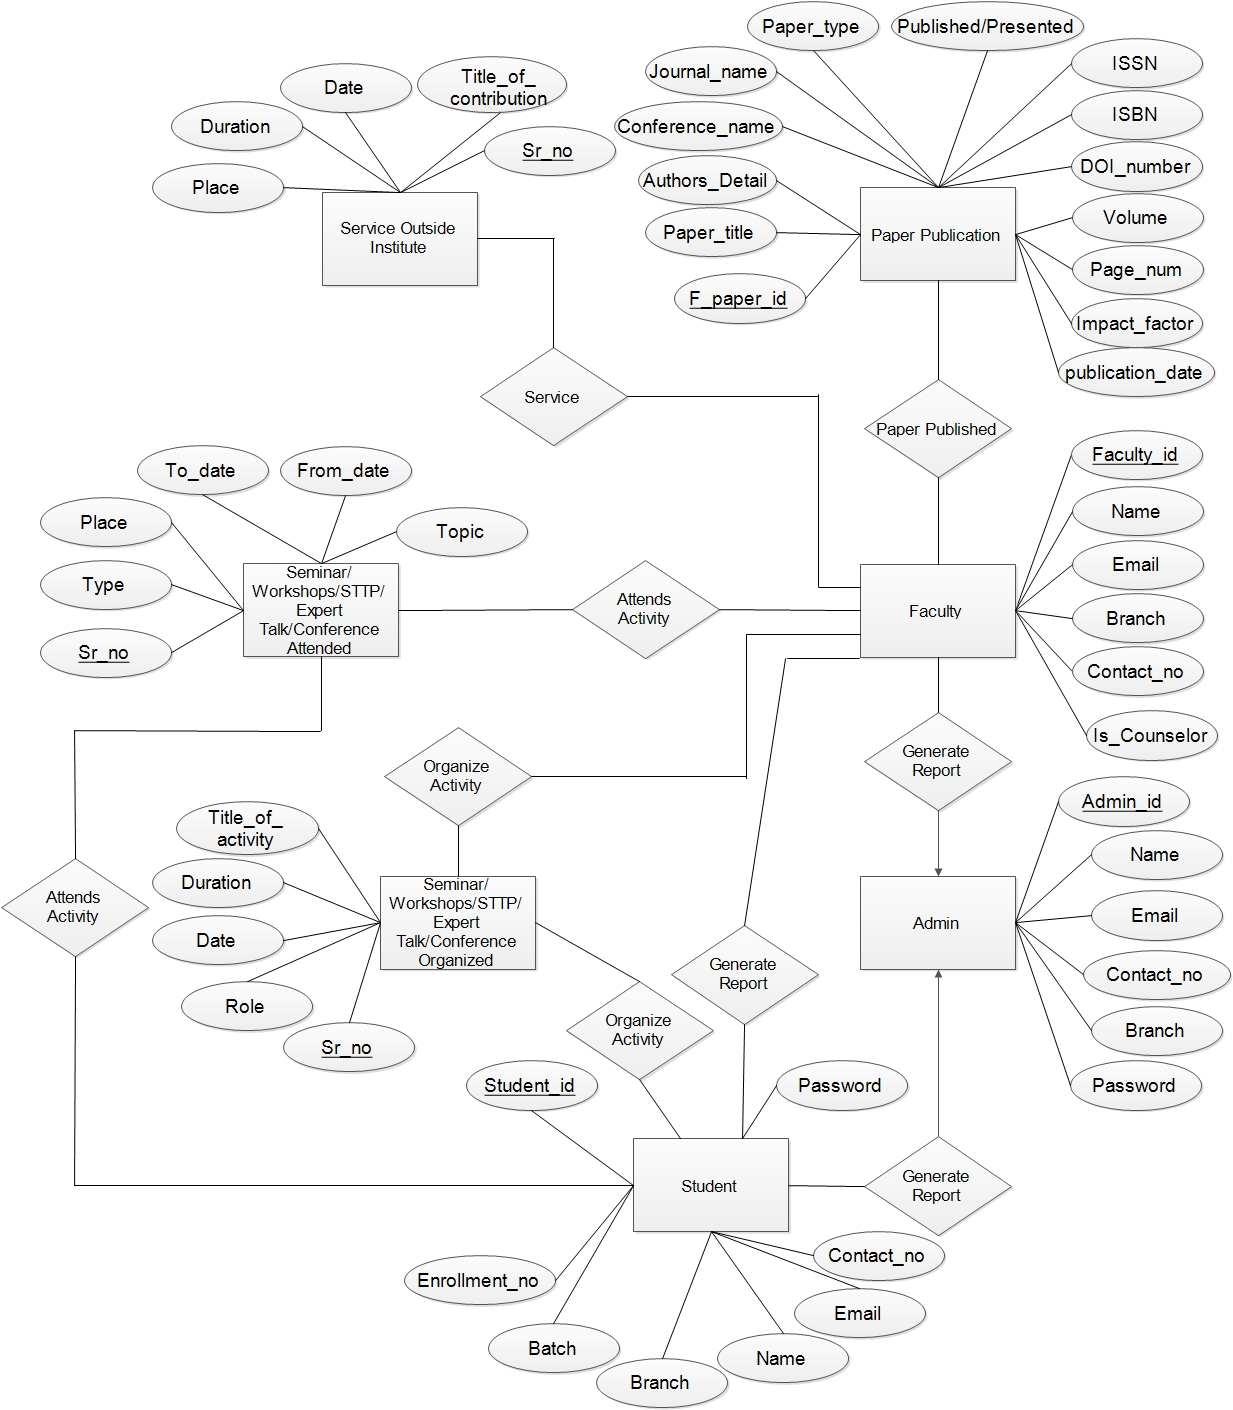 Paper_type
Published/Presented
Journal_name
ISSN
Date
Title_of_
contribution
Duration
Conference_name
ISBN
Sr_no
DOI_number
Place
Authors_Detail
Service Outside
Institute
Paper Publication
Volume
Paper_title
Page_num
F_paper_id
Impact_factor
publication_date
Service
Paper Published
Faculty_id
To_date
From_date
Place
Topic
Name
Type
Seminar/
Workshops/STTP/
Expert
Talk/Conference
Attended
Attends
Activity
Faculty
Email
Branch
Sr_no
Contact_no
Is_Counselor
Organize
Activity
Generate
Report
Title_of_
activity
Admin_id
Duration
Name
Attends
Activity
Seminar/
Workshops/STTP/
Expert
Talk/Conference
Organized
Admin
Email
Date
Generate
Report
Contact_no
Role
Organize
Activity
Branch
Sr_no
Student_id
Password
Password
Student
Generate
Report
Contact_no
Enrollment_no
Email
Batch
Name
Branch